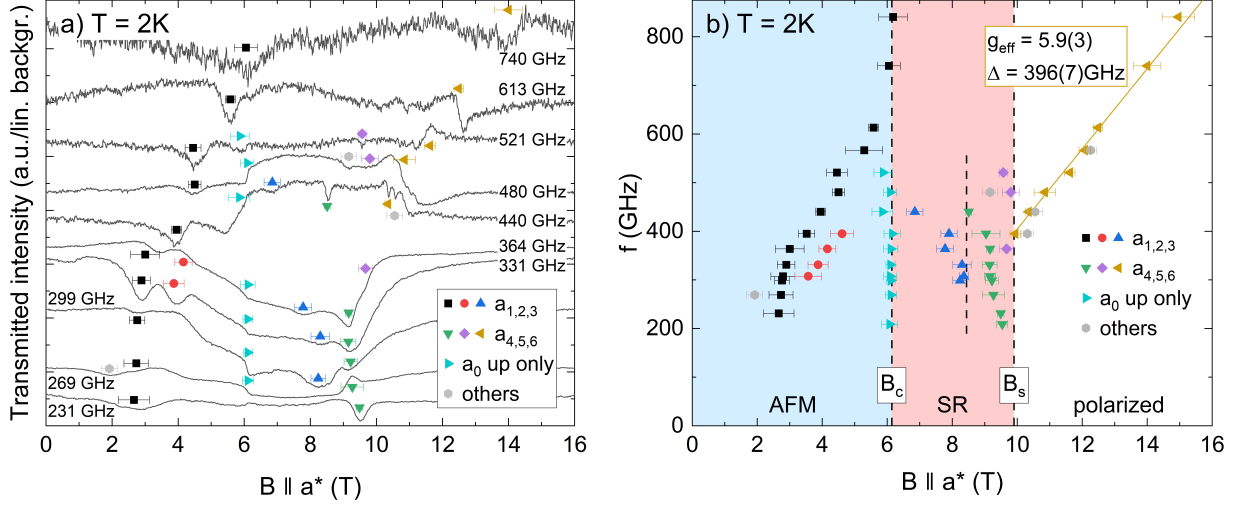 a) T = 2K
740 GHz
613 GHz
521 GHz
480 GHz
440 GHz
364 GHz
331 GHz
299 GHz
269 GHz
231 GHz
a1,2,3
a4,5,6
a0 up only
others
0 2 4 6 8 10 12 14 16
B ∥ a* (T)
Transmitted intensity (a.u./lin. backgr.)
b) T = 2K
geff = 5.9(3)
Δ = 396(7)GHz
800
600
400
200
0
f (GHz)
a1,2,3
a4,5,6
a0 up only
others
Bc
Bs
AFM
SR
polarized
0 2 4 6 8 10 12 14 16
B ∥ a* (T)